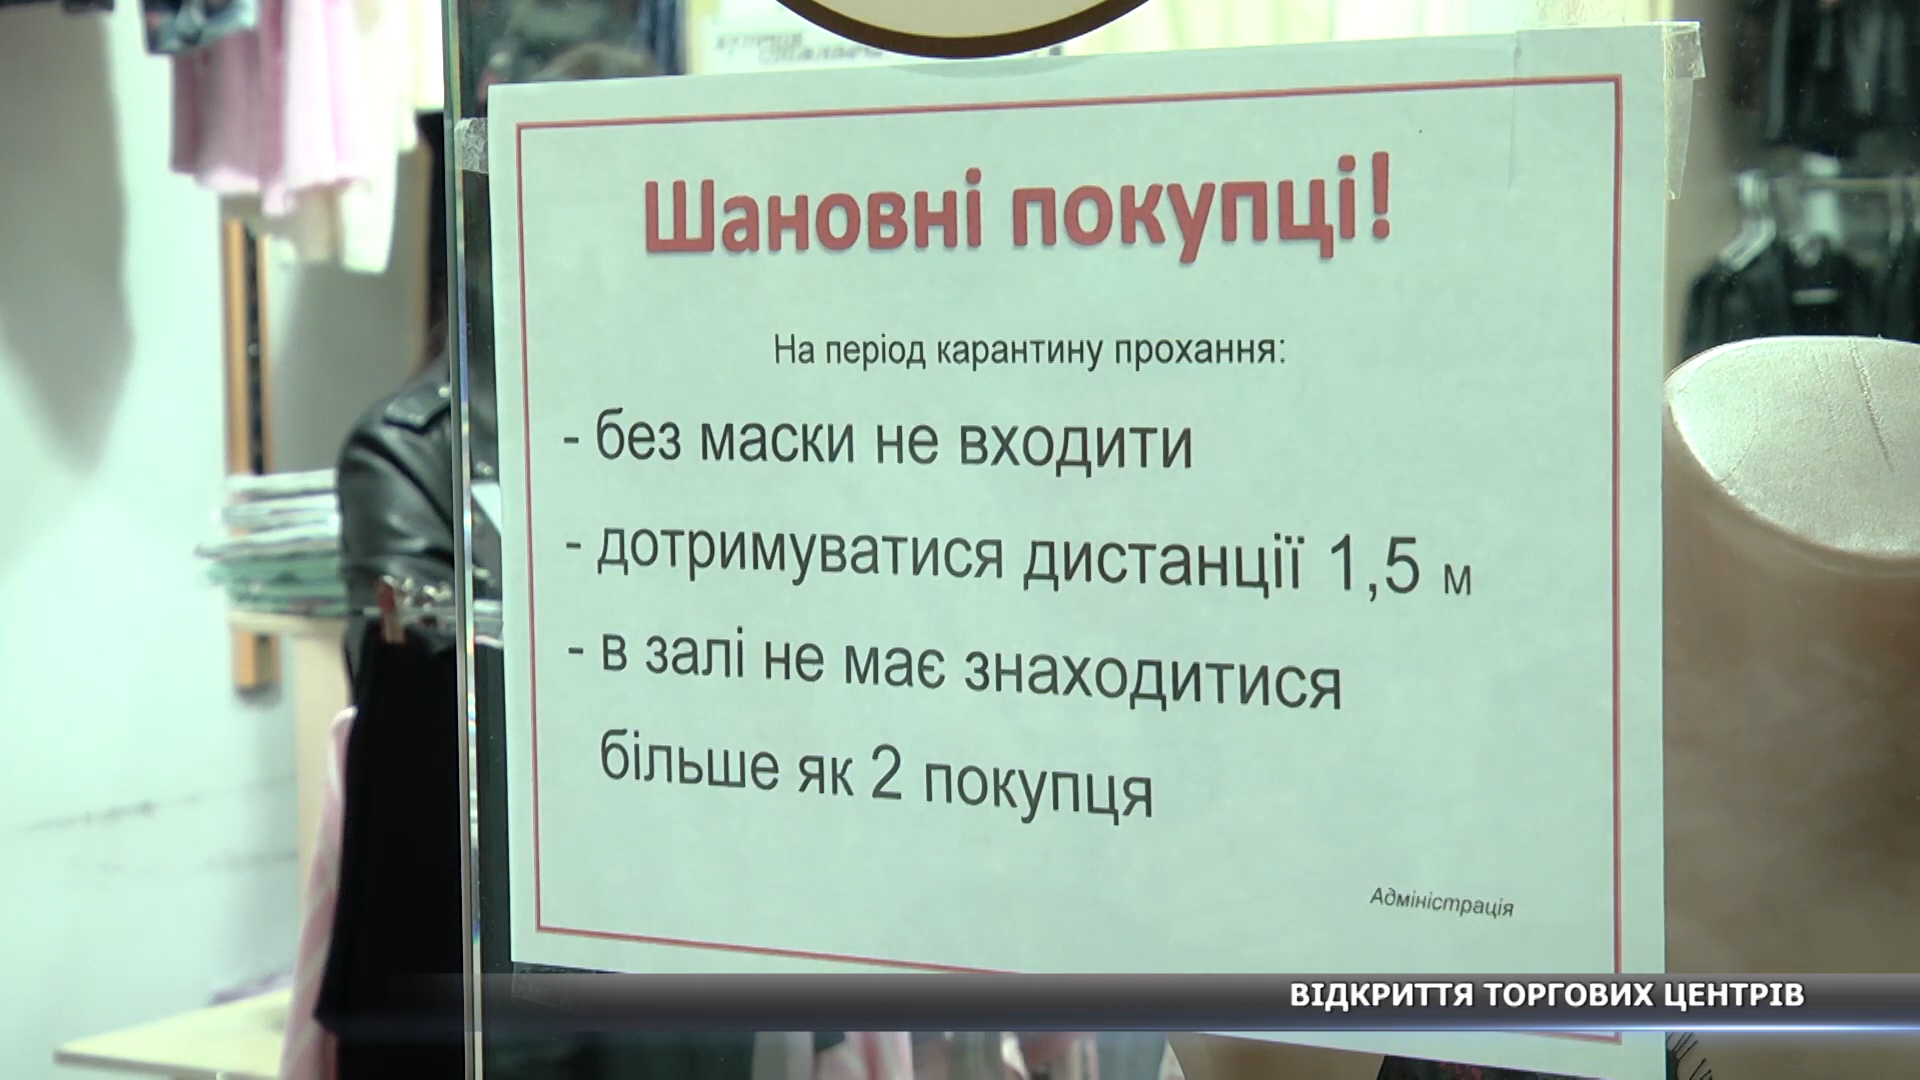 Шановні покупці!
На період карантину прохання:
- без маски не входити
- дотримуватися дистанції 1,5 м
- в залі не має знаходитися
більше як 2 покупця
Адміністрація
ВІДКРИТТЯ ТОРГОВИХ ЦЕНТРІВ